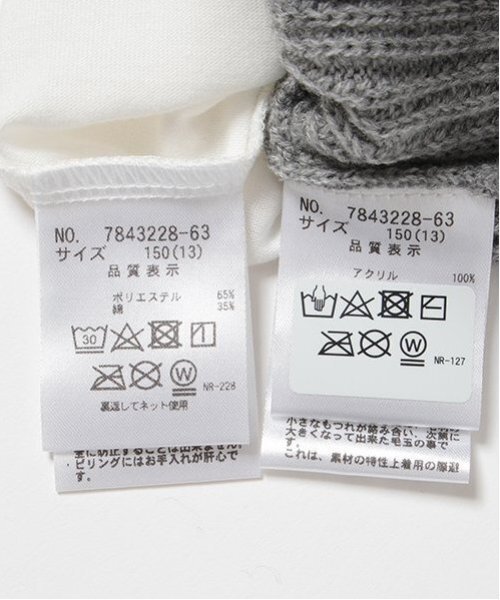 NO. 7843228-63
サイズ 150(13)
品質表示
ポリエステル 65%
綿 35%
30
W
NR-228
裏返してネット使用
ピリングにはお手入れが肝心で
NO. 7843228-63
サイズ 150(13)
品質表示
アクリル 100%
W
NR-127
小さなもつれが絡み合い、次第に
大きくなって出来た毛玉の事で
これは、素材の特性上着用の際避